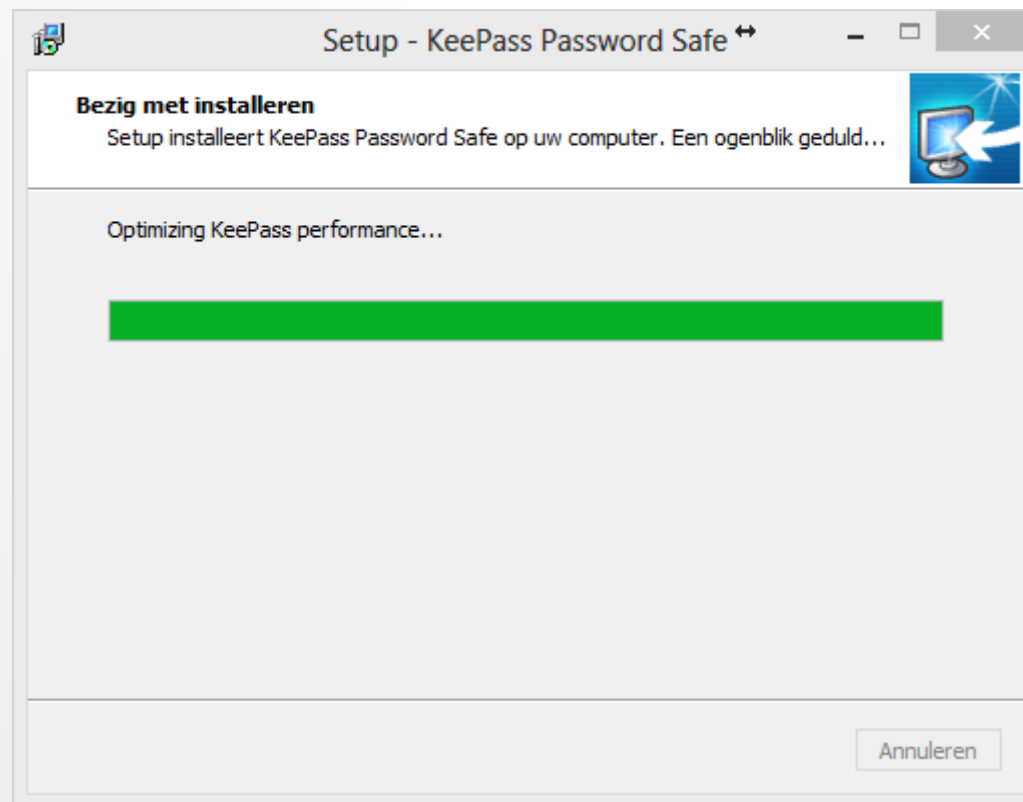 Setup - KeePass Password Safe
Bezig met installeren
Setup installeert KeePass Password Safe op uw computer. Een ogenblik geduld...
Optimizing KeePass performance...
Annuleren